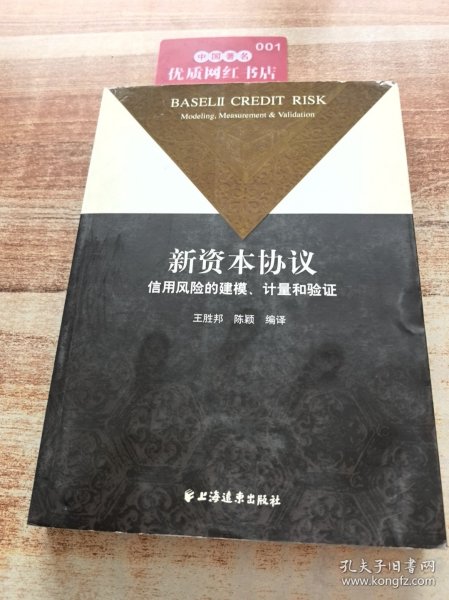 001
中国著名
优质网红书店
BASELII CREDIT RISK
Modeling, Measurement & Validation
新资本协议
信用风险的建模、计量和验证
王胜邦 陈颖 编译
上海远东出版社
孔夫子旧书网
www.kongfz.com